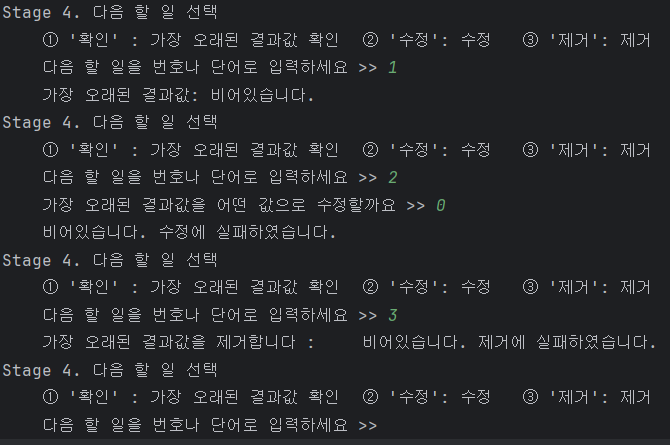 Stage 4. 다음 할 일 선택
① '확인' : 가장 오래된 결과값 확인 ② '수정': 수정 ③ '제거': 제거
다음 할 일을 번호나 단어로 입력하세요 >> 1
가장 오래된 결과값: 비어있습니다.
Stage 4. 다음 할 일 선택
① '확인' : 가장 오래된 결과값 확인 ② '수정': 수정 ③ '제거': 제거
다음 할 일을 번호나 단어로 입력하세요 >> 2
가장 오래된 결과값을 어떤 값으로 수정할까요 >> 0
비어있습니다. 수정에 실패하였습니다.
Stage 4. 다음 할 일 선택
① '확인' : 가장 오래된 결과값 확인 ② '수정': 수정 ③ '제거': 제거
다음 할 일을 번호나 단어로 입력하세요 >> 3
가장 오래된 결과값을 제거합니다 : 비어있습니다. 제거에 실패하였습니다.
Stage 4. 다음 할 일 선택
① '확인' : 가장 오래된 결과값 확인 ② '수정': 수정 ③ '제거': 제거
다음 할 일을 번호나 단어로 입력하세요 >>